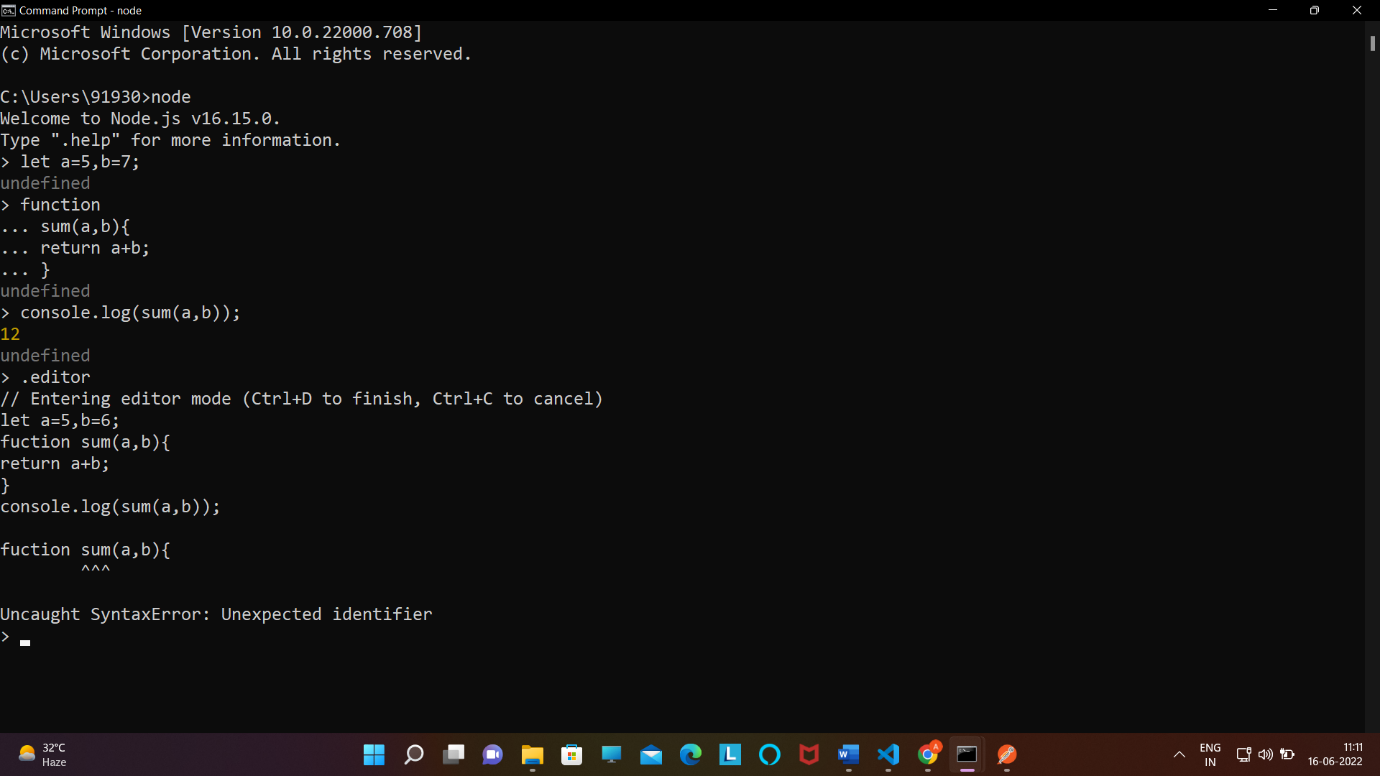 Command Prompt - node
Microsoft Windows [Version 10.0.22000.708]
(c) Microsoft Corporation. All rights reserved.
C:\Users\91930>node
Welcome to Node.js v16.15.0.
Type ".help" for more information.
> let a=5,b=7;
undefined
> function
... sum(a,b){
... return a+b;
... }
undefined
> console.log(sum(a,b));
12
undefined
> .editor
// Entering editor mode (Ctrl+D to finish, Ctrl+C to cancel)
let a=5,b=6;
fuction sum(a,b){
return a+b;
}
console.log(sum(a,b));
fuction sum(a,b){
^^^
Uncaught SyntaxError: Unexpected identifier
>
32°C
Haze
ENG
IN
11:11
16-06-2022